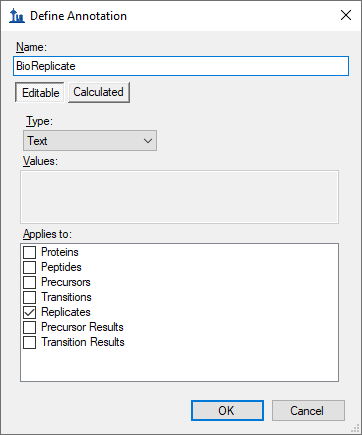 Define Annotation
Name:
BioReplicate
Editable
Calculated
Type:
Text
Values:
Applies to:
Proteins
Peptides
Precursors
Transitions
Replicates
Precursor Results
Transition Results
OK
Cancel